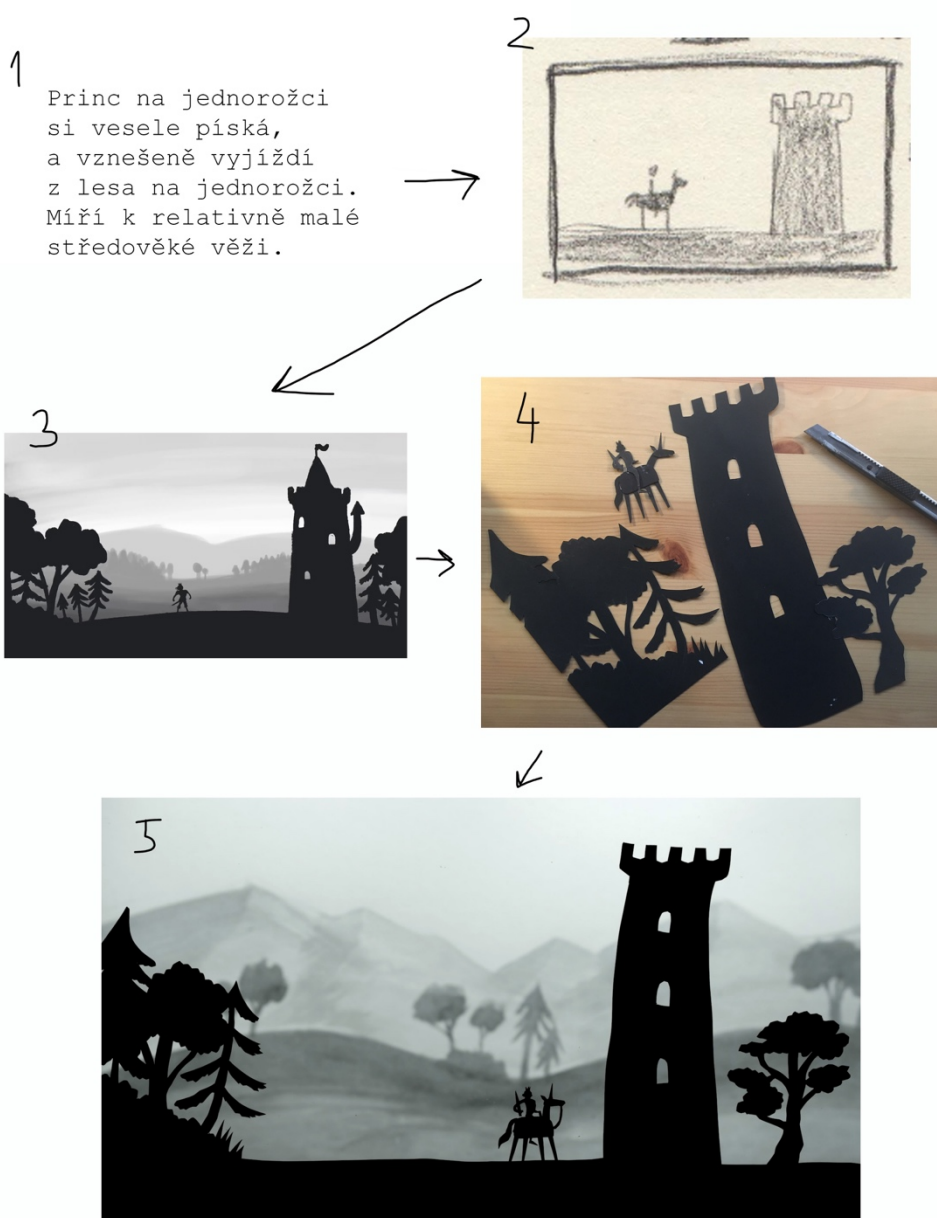 1
Princ na jednorožci
si vesele píská,
a vznešeně vyjíždí
z lesa na jednorožci.
Míří k relativně malé
středověké věži.
2
3
4
5